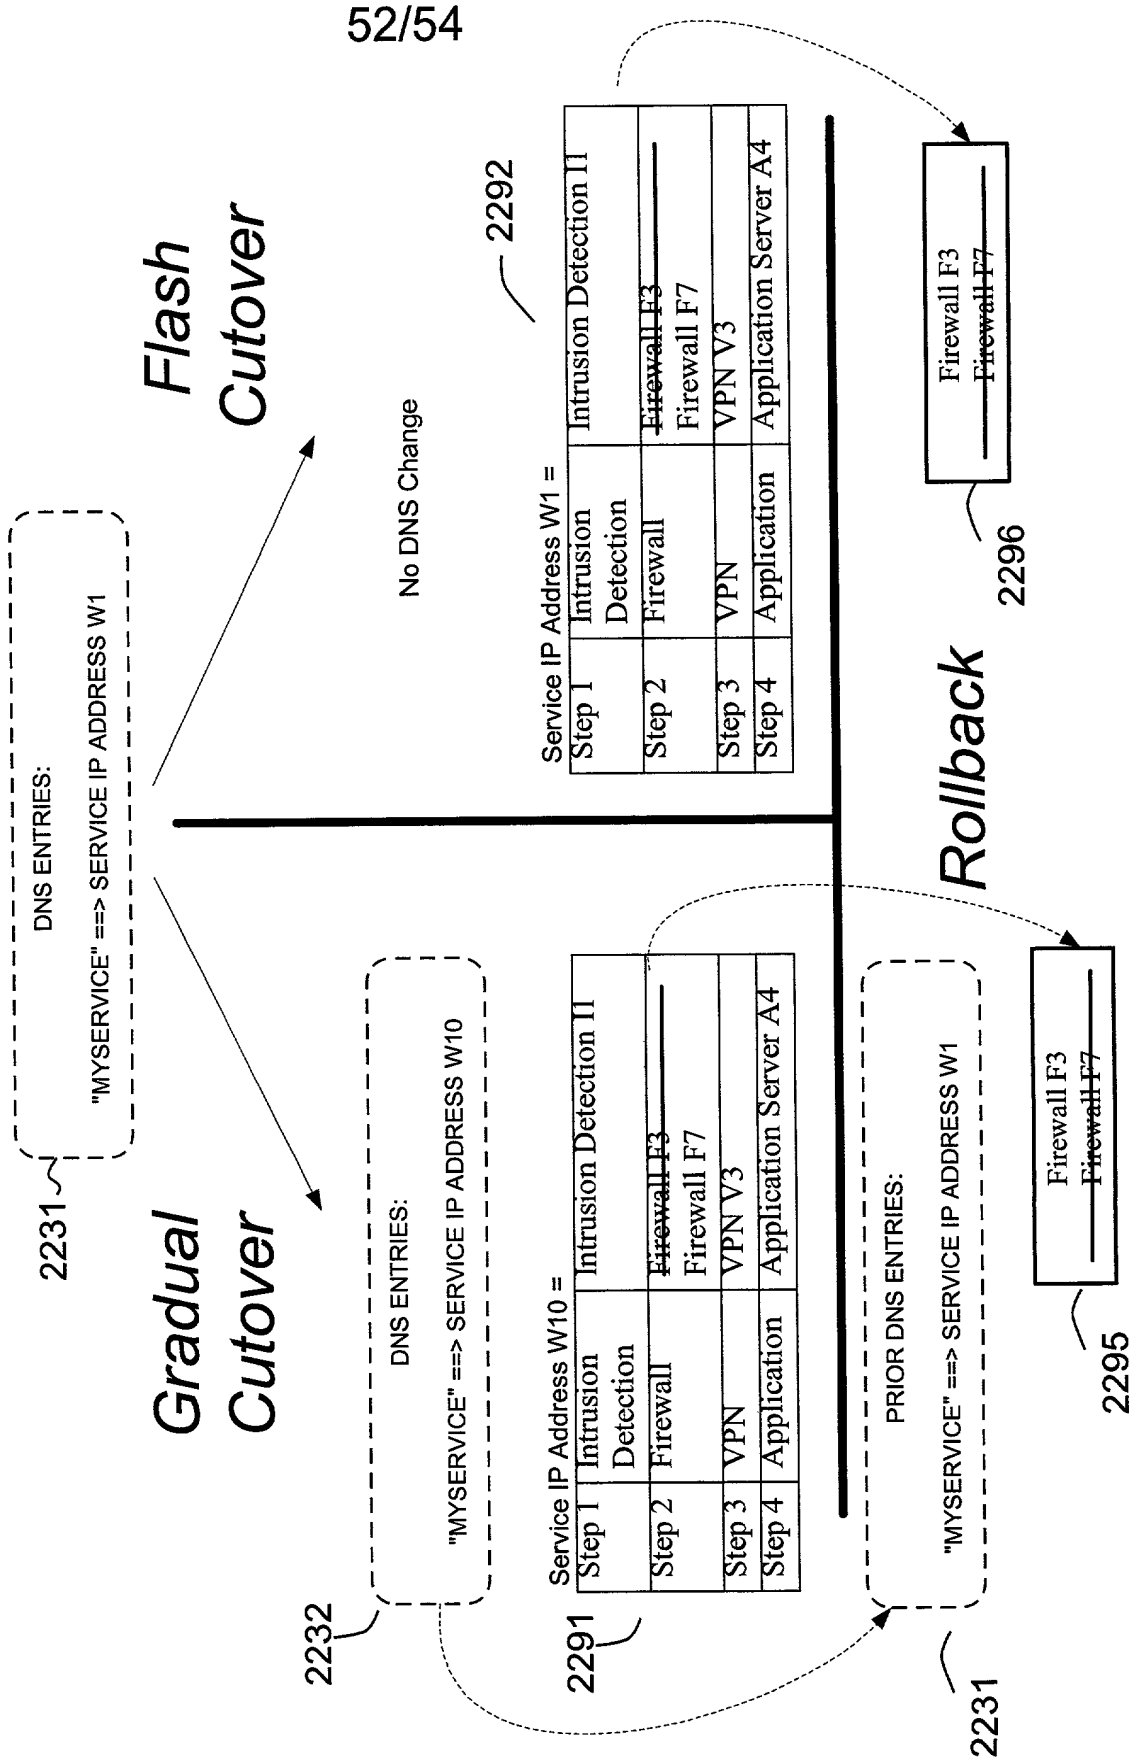 52/54
2231
DNS ENTRIES:
"MYSERVICE" ==> SERVICE IP ADDRESS W1
Gradual
Cutover
2232
DNS ENTRIES:
"MYSERVICE" ==> SERVICE IP ADDRESS W10
2291
Service IP Address W10 =
Step 1 Intrusion Detection Intrusion Detection I1
Step 2 Firewall Firewall F3 Firewall F7
Step 3 VPN VPN V3
Step 4 Application Application Server A4
Flash
Cutover
No DNS Change
2292
Service IP Address W1 =
Step 1 Intrusion Detection Intrusion Detection I1
Step 2 Firewall Firewall F3 Firewall F7
Step 3 VPN VPN V3
Step 4 Application Application Server A4
Rollback
2231
PRIOR DNS ENTRIES:
"MYSERVICE" ==> SERVICE IP ADDRESS W1
2295
Firewall F3
Firewall F7
2296
Firewall F3
Firewall F7